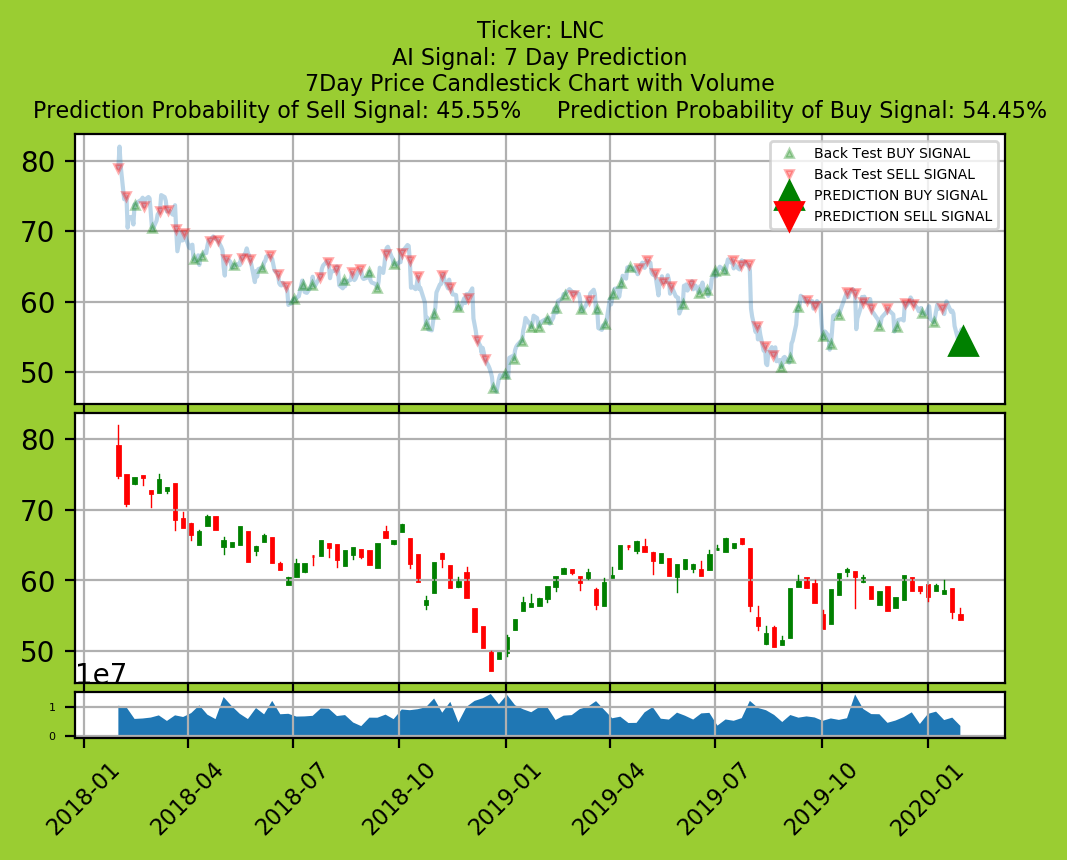 Ticker: LNC
AI Signal: 7 Day Prediction
7Day Price Candlestick Chart with Volume
Prediction Probability of Sell Signal: 45.55% Prediction Probability of Buy Signal: 54.45%
Back Test BUY SIGNAL
Back Test SELL SIGNAL
PREDICTION BUY SIGNAL
PREDICTION SELL SIGNAL
80
70
60
50
80
70
60
50
1e7
1
0
2018-01 2018-04 2018-07 2018-10 2019-01 2019-04 2019-07 2019-10 2020-01